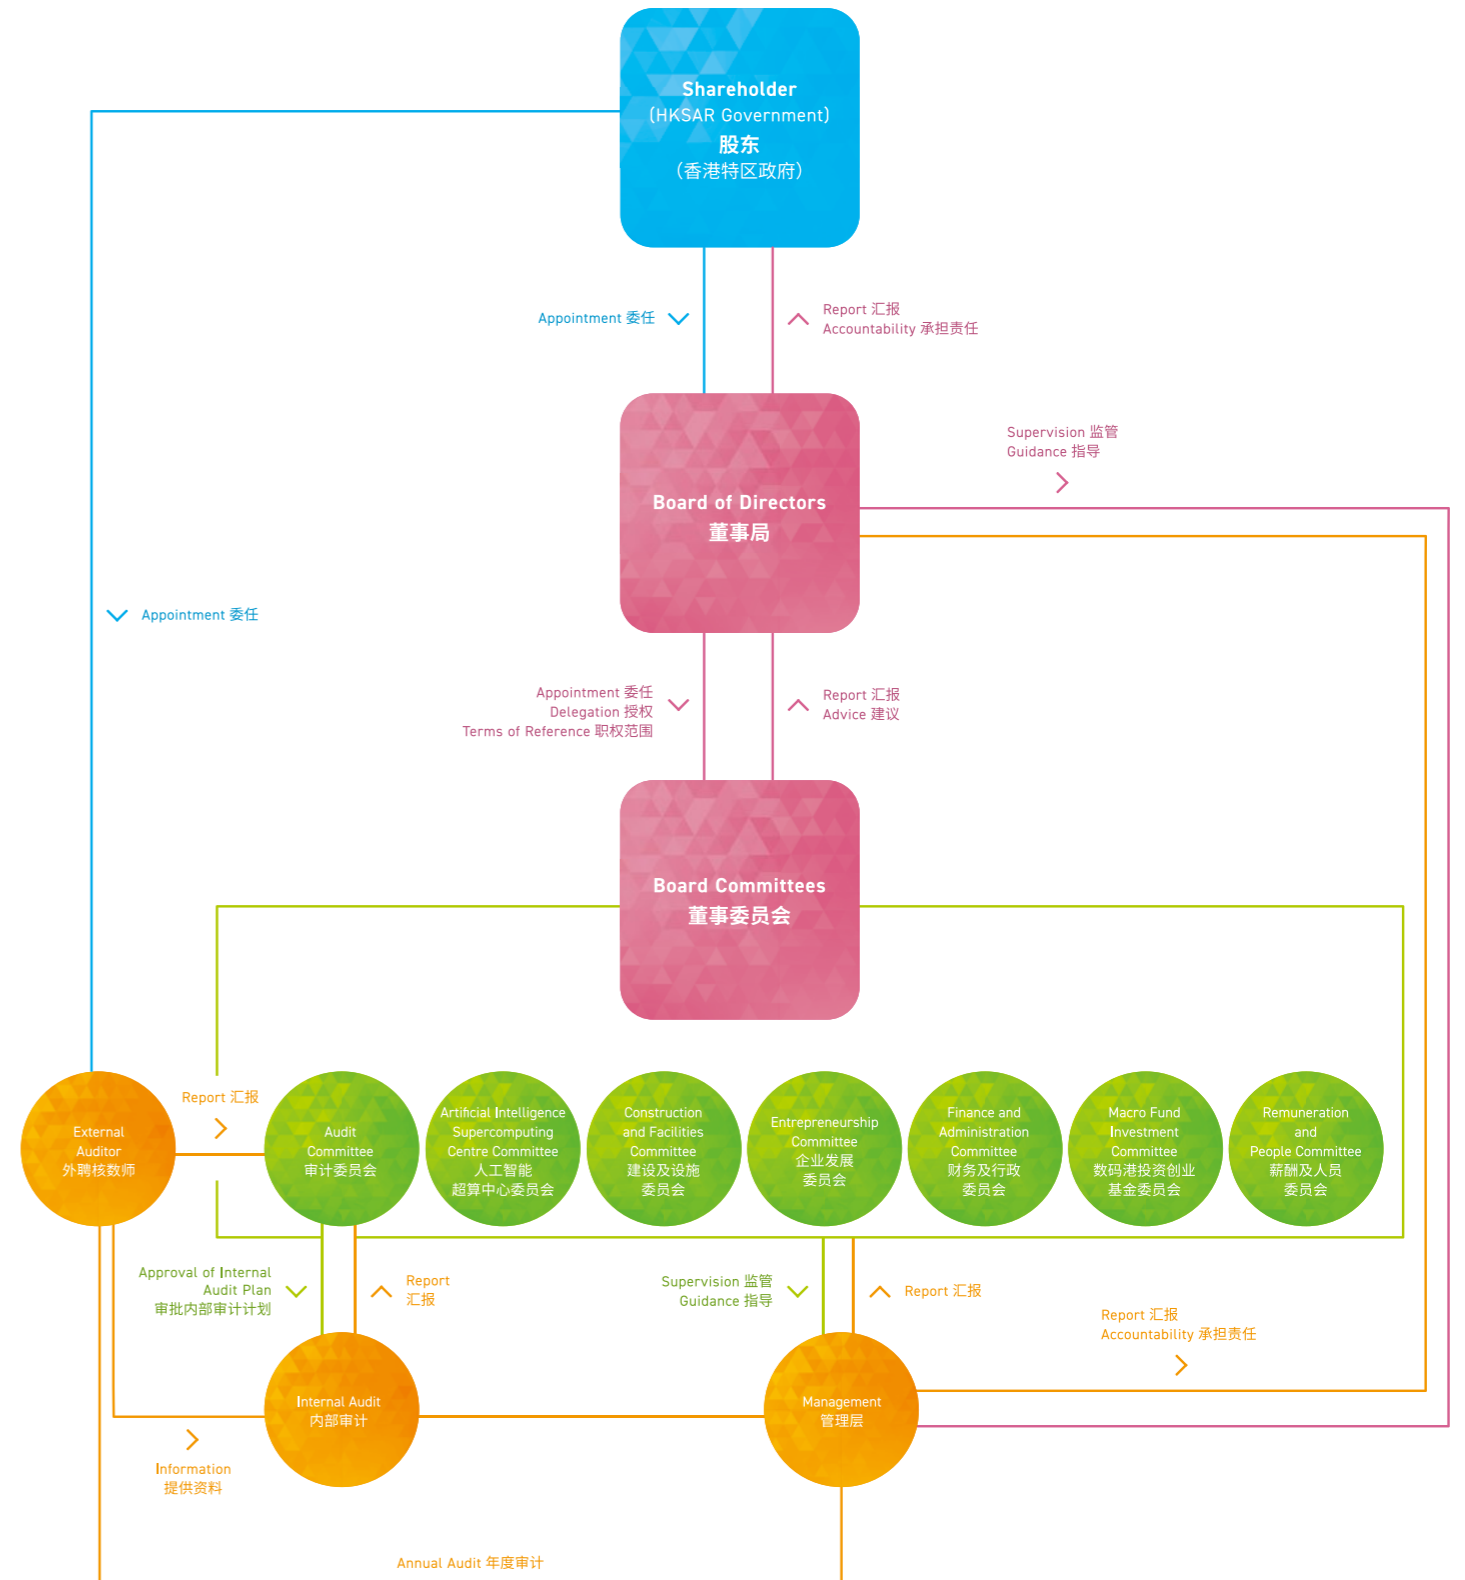 Shareholder
(HKSAR Government)
股东
（香港特区政府）
Appointment 委任
Report 汇报
Accountability 承担责任
Supervision 监管
Guidance 指导
Board of Directors
董事局
Appointment 委任
Appointment 委任
Delegation 授权
Terms of Reference 职权范围
Report 汇报
Advice 建议
Board Committees
董事委员会
External
Auditor
外聘核数师
Report 汇报
Audit
Committee
审计委员会
Artificial Intelligence
Supercomputing
Centre Committee
人工智能
超算中心委员会
Construction
and Facilities
Committee
建设及设施
委员会
Entrepreneurship
Committee
企业发展
委员会
Finance and
Administration
Committee
财务及行政
委员会
Macro Fund
Investment
Committee
数码港投资创业
基金委员会
Remuneration
and
People Committee
薪酬及人员
委员会
Approval of Internal
Audit Plan
审批内部审计计划
Report
汇报
Supervision 监管
Guidance 指导
Report 汇报
Report 汇报
Accountability 承担责任
Internal Audit
内部审计
Management
管理层
Information
提供资料
Annual Audit 年度审计